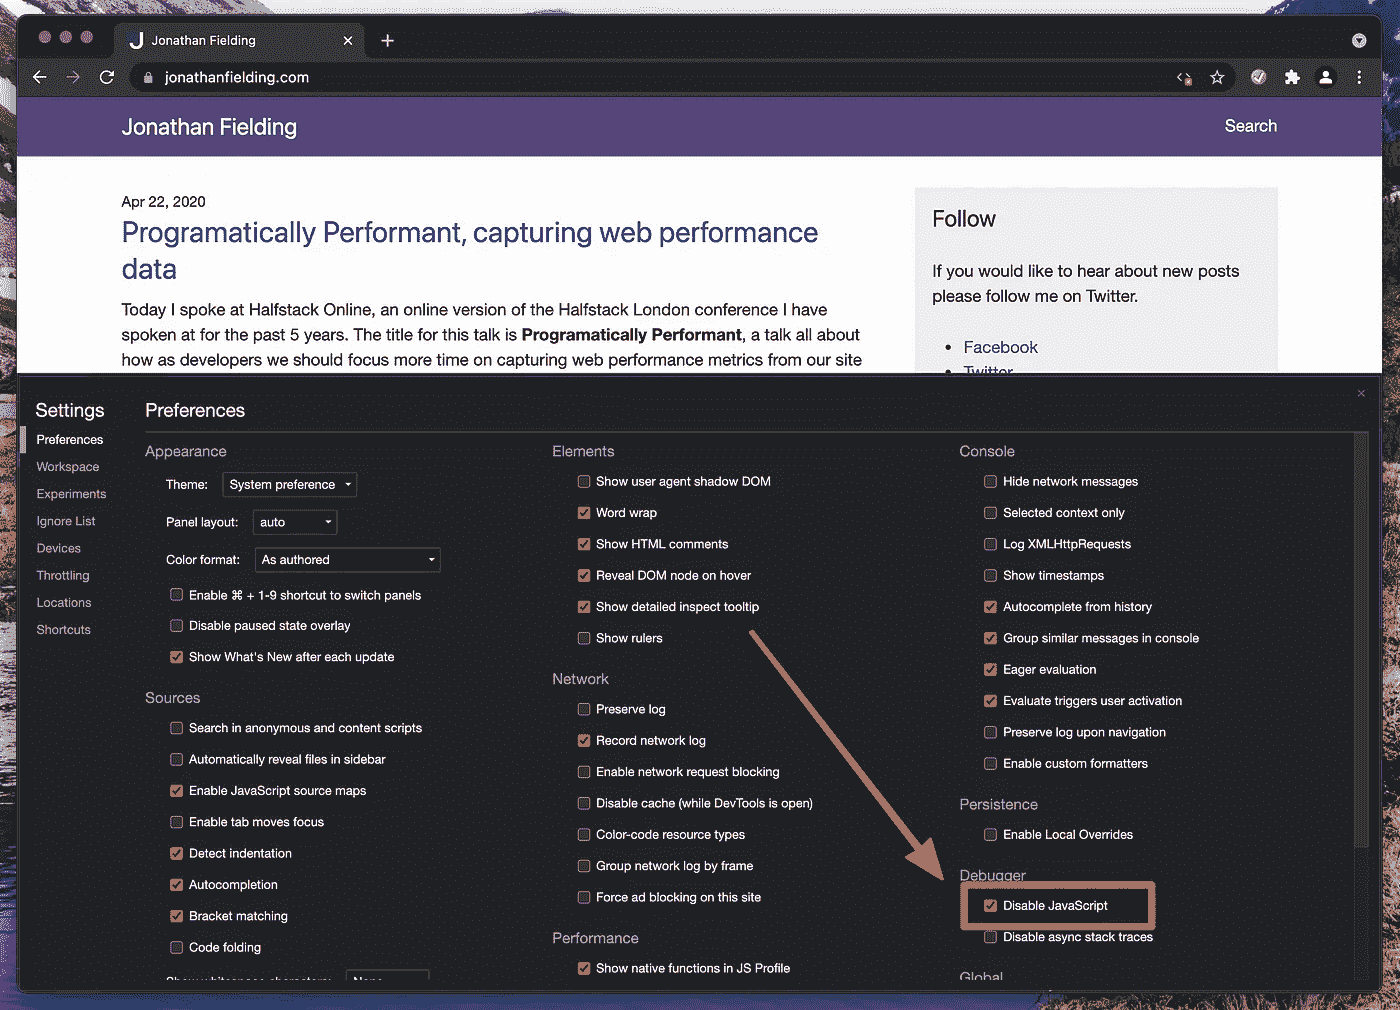 Jonathan Fielding
jonathanfielding.com
Jonathan Fielding
Search
Apr 22, 2020
Programatically Performant, capturing web performance
data
Today I spoke at Halfstack Online, an online version of the Halfstack London conference I have
spoken at for the past 5 years. The title for this talk is Programatically Performant, a talk all about
how as developers we should focus more time on capturing web performance metrics from our site
Follow
If you would like to hear about new posts
please follow me on Twitter.
Facebook
Twitter
Settings
Preferences
Workspace
Experiments
Ignore List
Devices
Throttling
Locations
Shortcuts
Preferences
Appearance
Theme: System preference
Panel layout: auto
Color format: As authored
Enable ⌘ + 1-9 shortcut to switch panels
Disable paused state overlay
Show What's New after each update
Sources
Search in anonymous and content scripts
Automatically reveal files in sidebar
Enable JavaScript source maps
Enable tab moves focus
Detect indentation
Autocompletion
Bracket matching
Code folding
Show whitespace characters: None
Elements
Show user agent shadow DOM
Word wrap
Show HTML comments
Reveal DOM node on hover
Show detailed inspect tooltip
Show rulers
Network
Preserve log
Record network log
Enable network request blocking
Disable cache (while DevTools is open)
Color-code resource types
Group network log by frame
Force ad blocking on this site
Performance
Show native functions in JS Profile
Console
Hide network messages
Selected context only
Log XMLHttpRequests
Show timestamps
Autocomplete from history
Group similar messages in console
Eager evaluation
Evaluate triggers user activation
Preserve log upon navigation
Enable custom formatters
Persistence
Enable Local Overrides
Debugger
Disable JavaScript
Disable async stack traces
Global